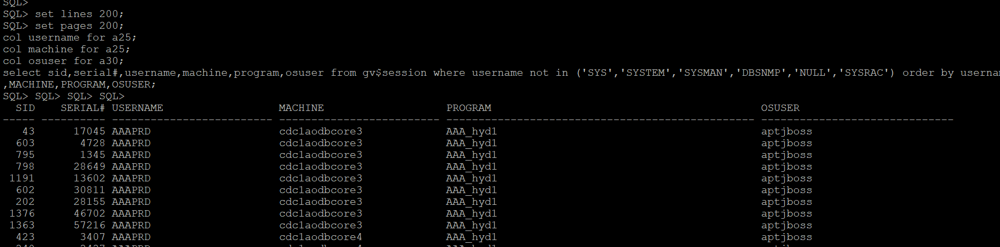 SQL>
SQL> set lines 200;
SQL> set pages 200;
col username for a25;
col machine for a25;
col osuser for a30;
select sid,serial#,username,machine,program,osuser from gv$session where username not in ('SYS','SYSTEM','SYSMAN','DBSNMP','NULL','SYSRAC') order by
,MACHINE,PROGRAM,OSUSER;
SQL> SQL> SQL> SQL>
  SID    SERIAL# USERNAME                  MACHINE                   PROGRAM                                          OSUSER
----- ---------- ------------------------- ------------------------- ------------------------------------------------ ------------------------------
   43      17045 AAAPRD                    cdc1aodbcore3             AAA_hyd1                                         aptjboss
  603       4728 AAAPRD                    cdc1aodbcore3             AAA_hyd1                                         aptjboss
  795       1345 AAAPRD                    cdc1aodbcore3             AAA_hyd1                                         aptjboss
  798      28649 AAAPRD                    cdc1aodbcore3             AAA_hyd1                                         aptjboss
 1191      13602 AAAPRD                    cdc1aodbcore3             AAA_hyd1                                         aptjboss
  602      30811 AAAPRD                    cdc1aodbcore3             AAA_hyd1                                         aptjboss
  202      28155 AAAPRD                    cdc1aodbcore3             AAA_hyd1                                         aptjboss
 1376      46702 AAAPRD                    cdc1aodbcore3             AAA_hyd1                                         aptjboss
 1363      57216 AAAPRD                    cdc1aodbcore3             AAA_hyd1                                         aptjboss
  423       3407 AAAPRD                    cdc1aodbcore4             AAA_hyd1                                         aptjboss